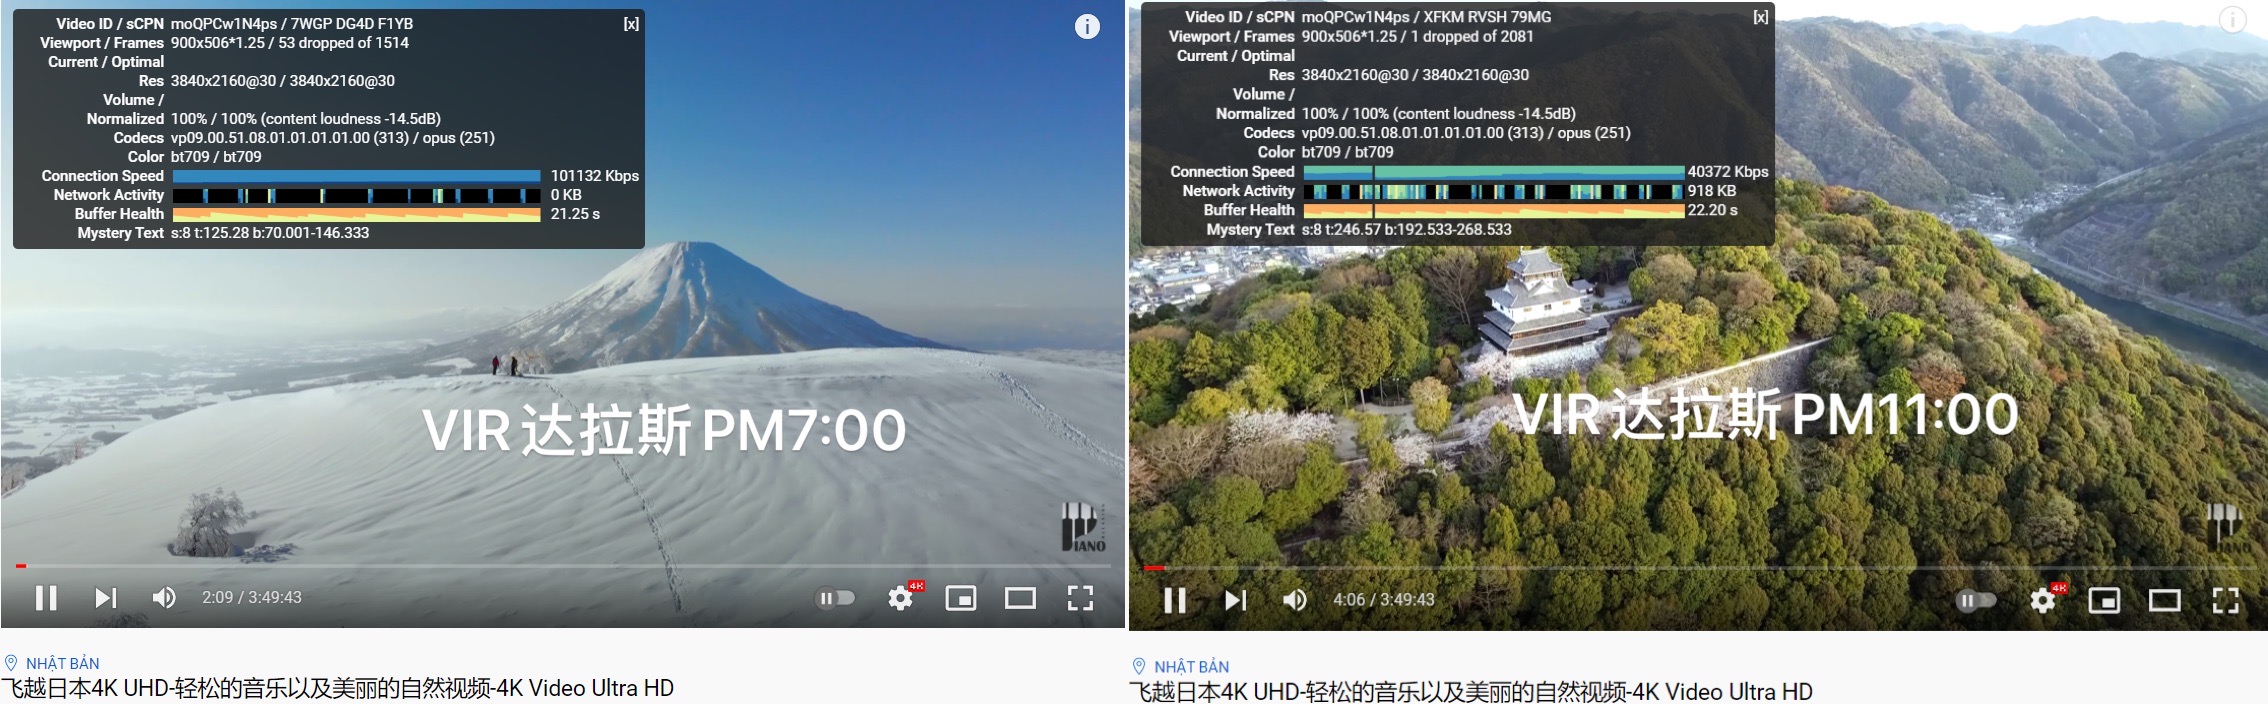 Video ID / sCPN moQPCw1N4ps / 7WGP DG4D F1YB [x]
Viewport / Frames 900x506*1.25 / 53 dropped of 1514
Current / Optimal
Res 3840x2160@30 / 3840x2160@30
Volume /
Normalized 100% / 100% (content loudness -14.5dB)
Codecs vp09.00.51.08.01.01.01.01.00 (313) / opus (251)
Color bt709 / bt709
Connection Speed 101132 Kbps
Network Activity 0 KB
Buffer Health 21.25 s
Mystery Text s:8 t:125.28 b:70.001-146.333
VIR达拉斯PM7:00
PIANO
2:09 / 3:49:43
4K
NHẬT BẢN
飞越日本4K UHD-轻松的音乐以及美丽的自然视频-4K Video Ultra HD
Video ID / sCPN moQPCw1N4ps / XFKM RVSH 79MG [x]
Viewport / Frames 900x506*1.25 / 1 dropped of 2081
Current / Optimal
Res 3840x2160@30 / 3840x2160@30
Volume /
Normalized 100% / 100% (content loudness -14.5dB)
Codecs vp09.00.51.08.01.01.01.01.00 (313) / opus (251)
Color bt709 / bt709
Connection Speed 40372 Kbps
Network Activity 918 KB
Buffer Health 22.20 s
Mystery Text s:8 t:246.57 b:192.533-268.533
VIR达拉斯PM11:00
PIANO
4:06 / 3:49:43
4K
NHẬT BẢN
飞越日本4K UHD-轻松的音乐以及美丽的自然视频-4K Video Ultra HD